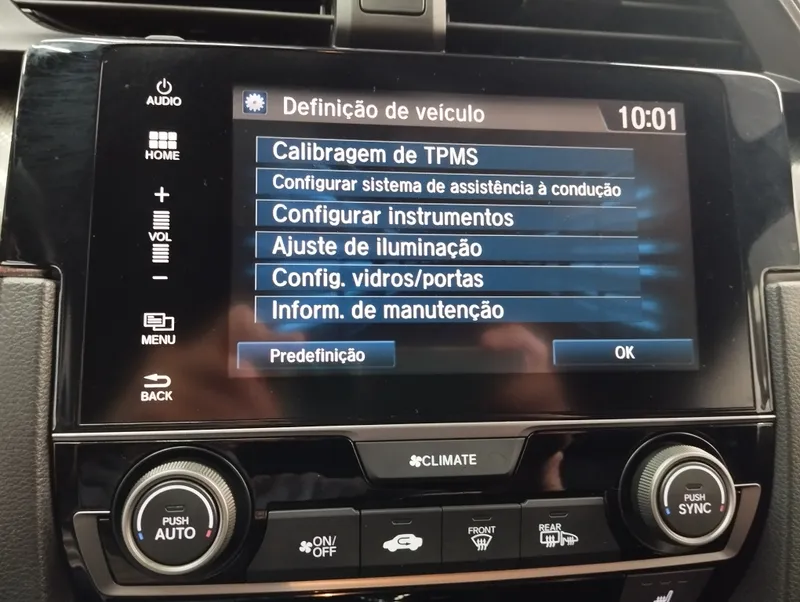 AUDIO
HOME
+
VOL
−
MENU
BACK
Definição de veículo
10:01
Calibragem de TPMS
Configurar sistema de assistência à condução
Configurar instrumentos
Ajuste de iluminação
Config. vidros/portas
Inform. de manutenção
Predefinição
OK
CLIMATE
PUSH
AUTO
ON/
OFF
FRONT
REAR
PUSH
SYNC